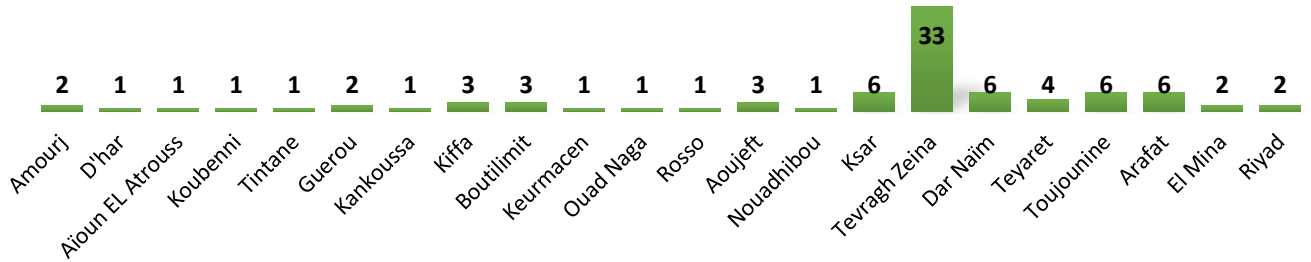 33
2 1 1 1 1 2 1 3 3 1 1 1 3 1 6 6 4 6 6 2 2
Amourj
D'har
Aïoun EL Atrouss
Koubenni
Tintane
Guerou
Kankoussa
Kiffa
Boutilimit
Keurmacen
Ouad Naga
Rosso
Aoujeft
Nouadhibou
Ksar
Tevragh Zeina
Dar Naim
Teyaret
Toujounine
Arafat
El Mina
Riyad